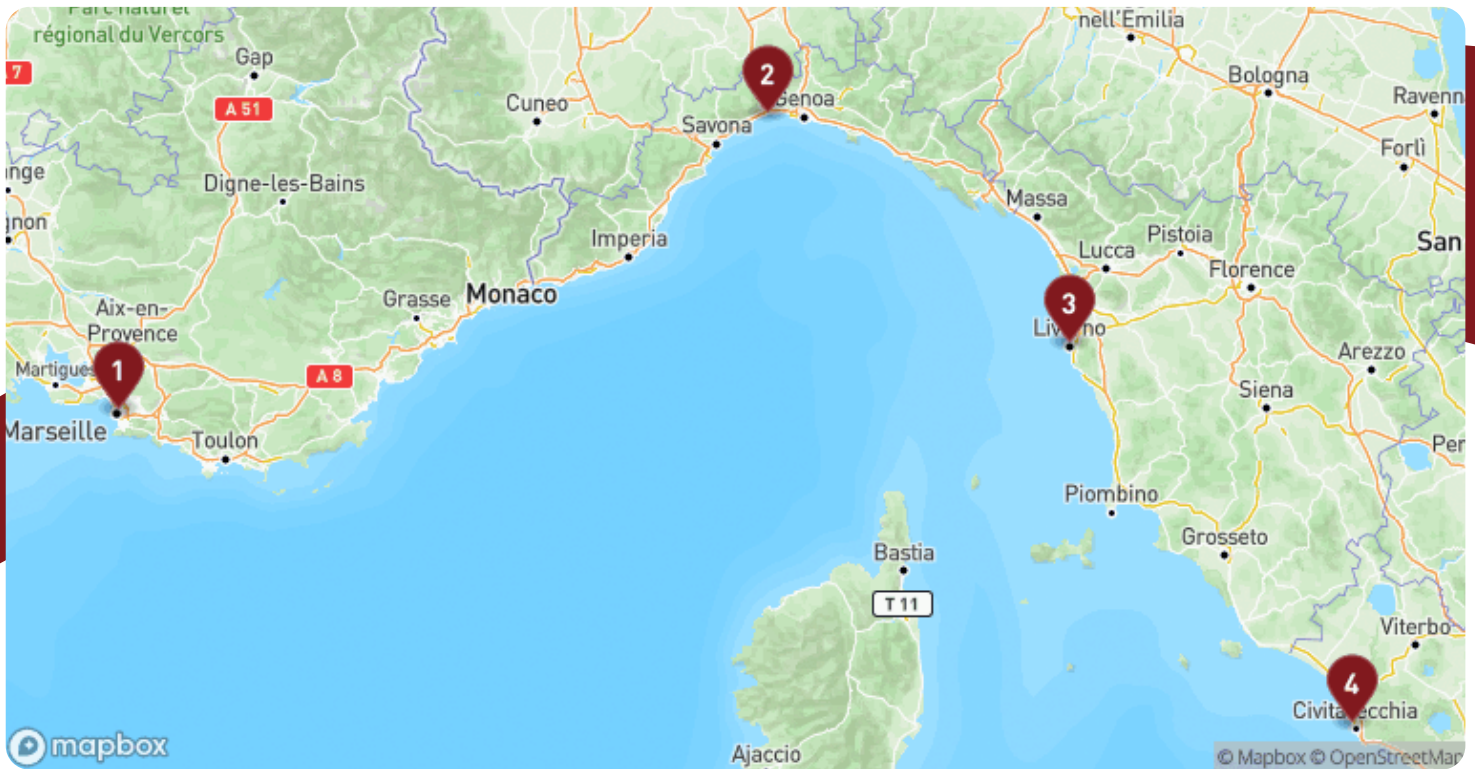 Parc naturel
régional du Vercors
nell'Emilia
Gap
7
2
Bologna
A 51
Cuneo
Genoa
Ravenn
Savona
Forlì
nge
Digne-les-Bains
Massa
gnon
Imperia
Pistoia
San
Lucca
Florence
Monaco
Grasse
3
Aix-en-
Provence
Livorno
Arezzo
1
Martigues
A 8
Siena
Marseille
Toulon
Per
Piombino
Grosseto
Bastia
T 11
Viterbo
4
Civitavecchia
mapbox
Ajaccio
© Mapbox © OpenStreetMap